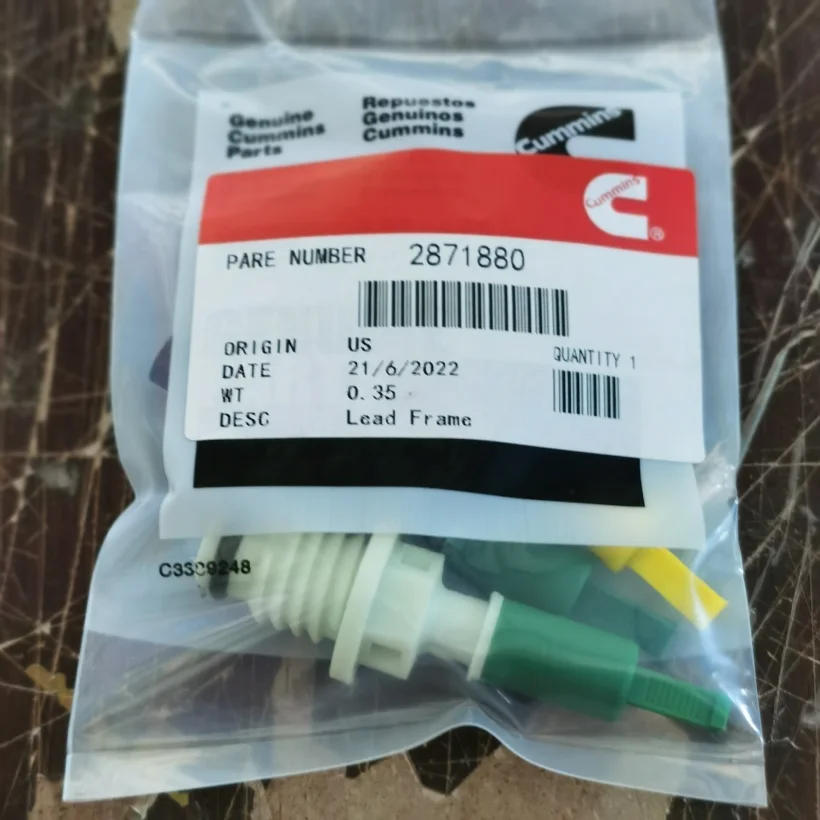 Genuine
Cummins
Parts
Repuestos
Genuinos
Cummins
Cummins
Cummins
®
PARE NUMBER 2871880
ORIGIN US
DATE 21/6/2022
WT 0.35
DESC Lead Frame
QUANTITY 1